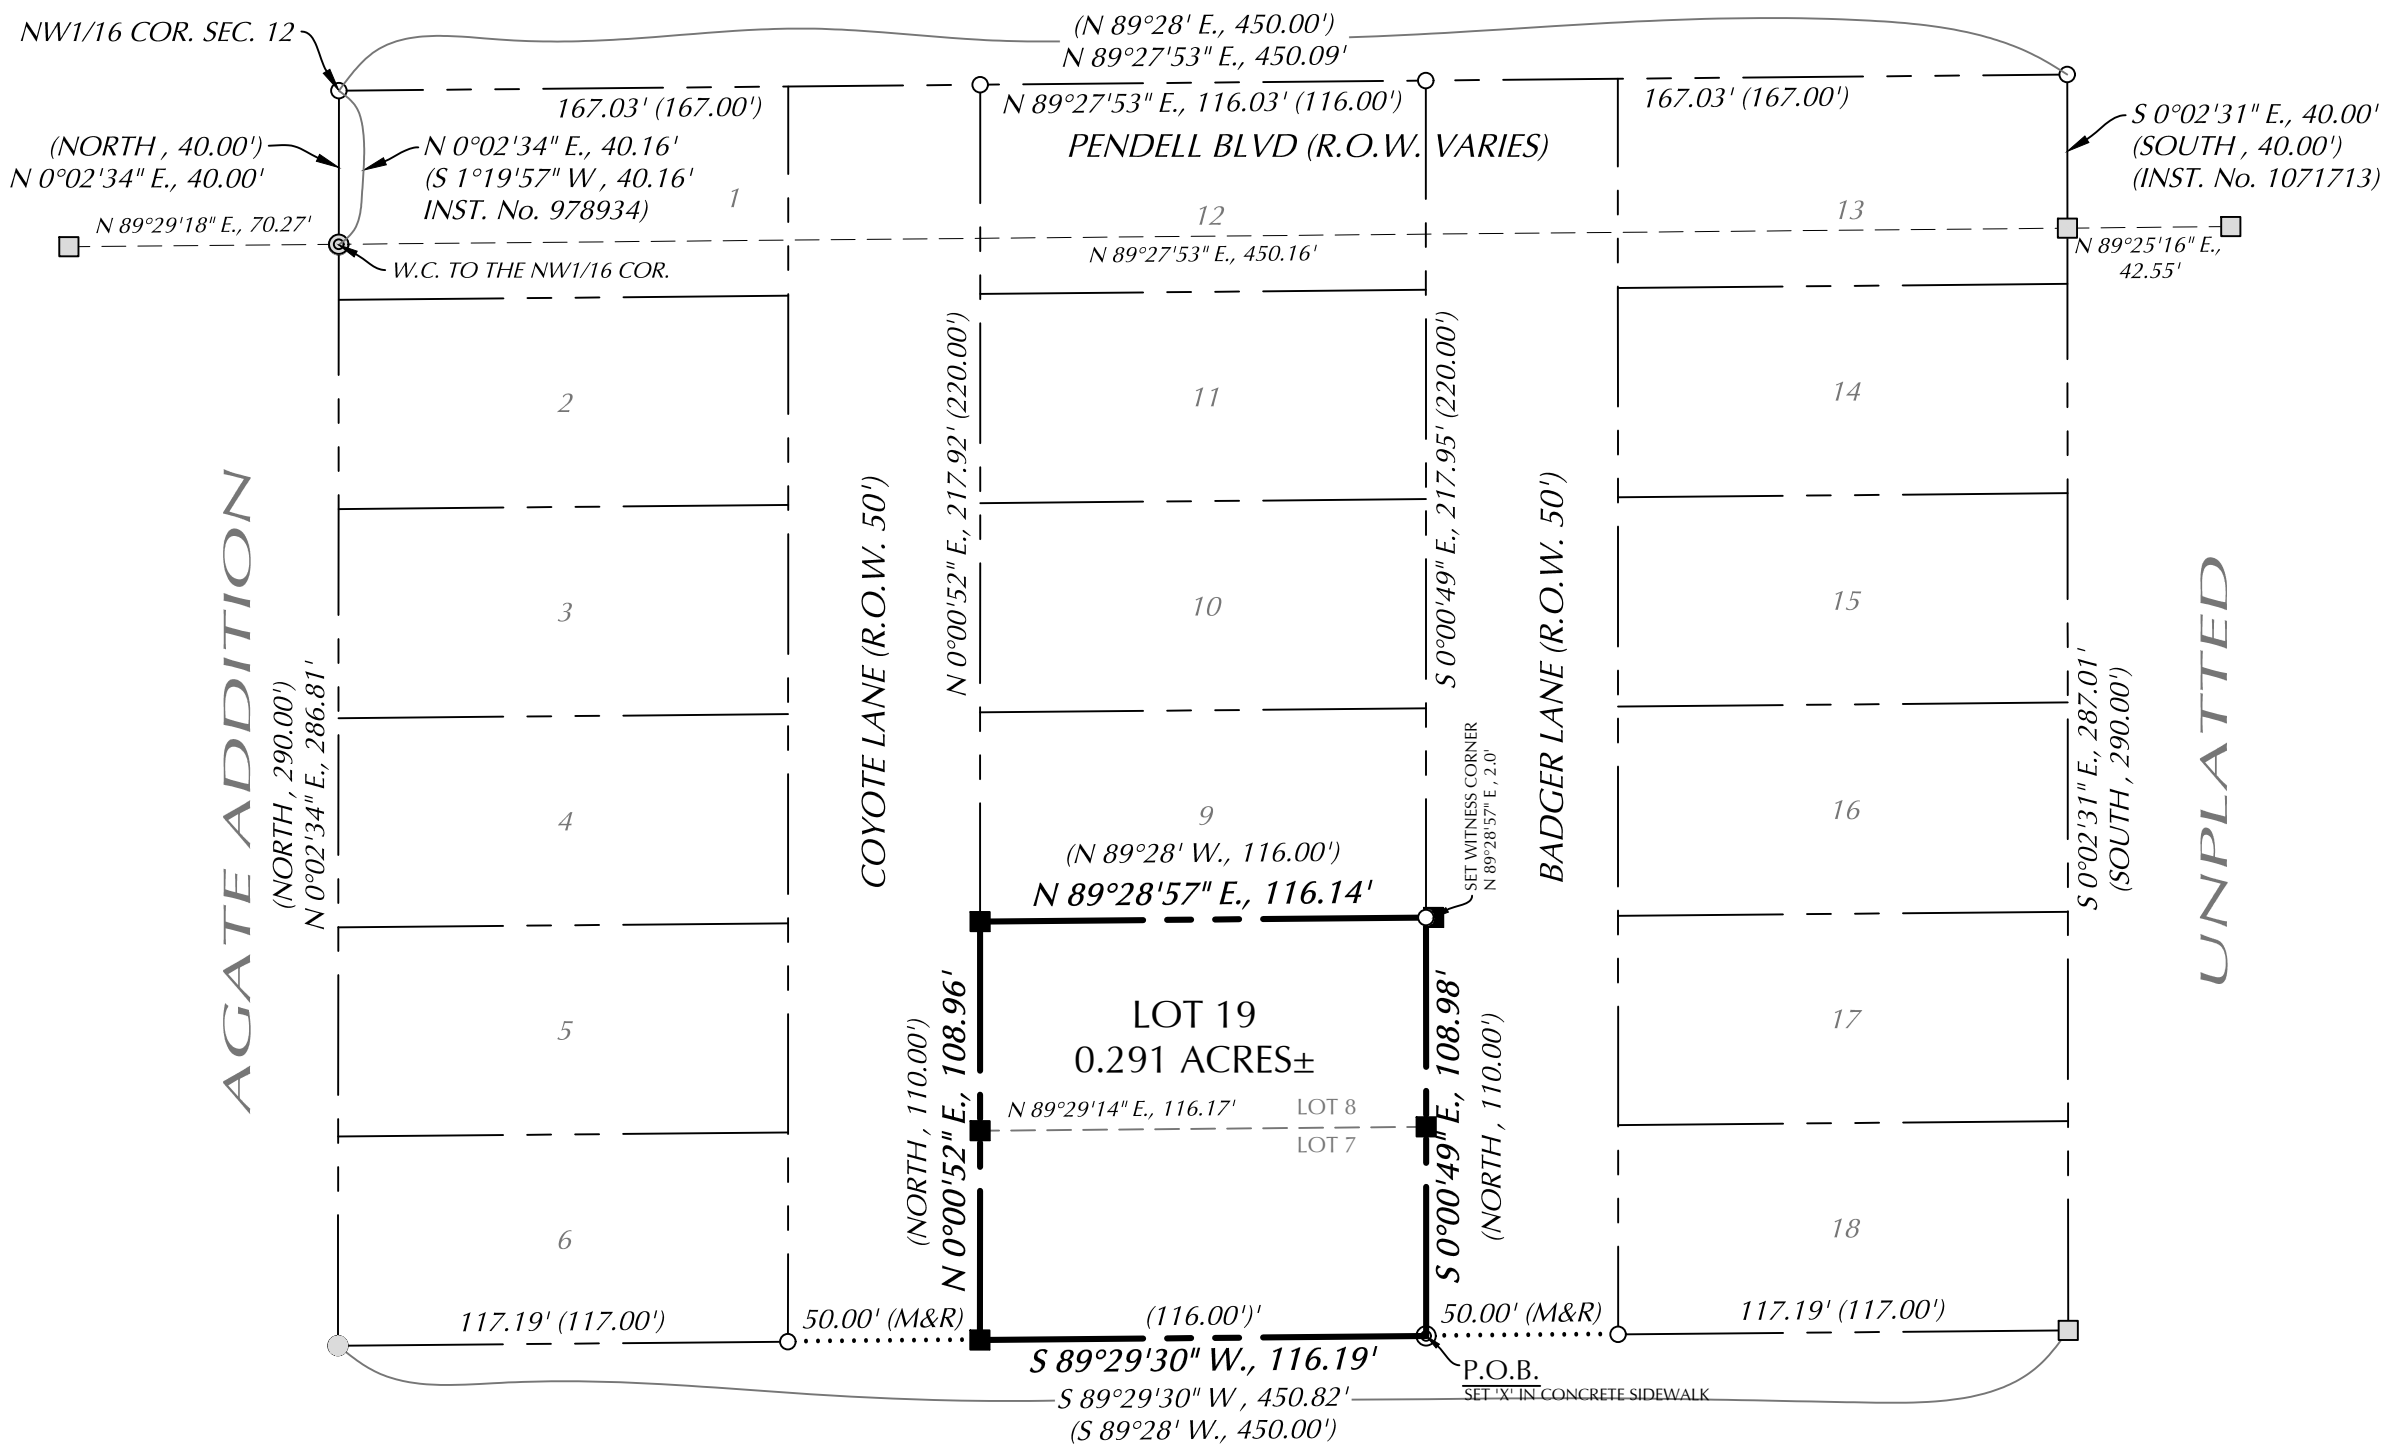 NW1/16 COR. SEC. 12
(N 89°28' E., 450.00')
N 89°27'53" E., 450.09'
167.03' (167.00')
N 89°27'53" E., 116.03' (116.00')
167.03' (167.00')
PENDELL BLVD (R.O.W. VARIES)
(NORTH , 40.00')
N 0°02'34" E., 40.00'
N 0°02'34" E., 40.16'
(S 1°19'57" W , 40.16'
INST. No. 978934)
S 0°02'31" E., 40.00'
(SOUTH , 40.00')
(INST. No. 1071713)
1
12
13
N 89°29'18" E., 70.27'
N 89°27'53" E., 450.16'
N 89°25'16" E.,
42.55'
W.C. TO THE NW1/16 COR.
2
11
14
3
10
15
4
9
16
5
17
6
18
AGATE ADDITION
(NORTH , 290.00')
N 0°02'34" E., 286.81'
COYOTE LANE (R.O.W. 50')
N 0°00'52" E., 217.92' (220.00')
S 0°00'49" E., 217.95' (220.00')
BADGER LANE (R.O.W. 50')
S 0°02'31" E., 287.01'
(SOUTH , 290.00')
UNPLATTED
SET WITNESS CORNER
N 89°28'57" E , 2.0'
(N 89°28' W., 116.00')
N 89°28'57" E., 116.14'
(NORTH , 110.00')
N 0°00'52" E., 108.96'
LOT 19
0.291 ACRES±
S 0°00'49" E., 108.98'
(NORTH , 110.00')
N 89°29'14" E., 116.17'
LOT 8
LOT 7
117.19' (117.00')
50.00' (M&R)
(116.00')'
50.00' (M&R)
117.19' (117.00')
S 89°29'30" W., 116.19'
P.O.B.
SET 'X' IN CONCRETE SIDEWALK
S 89°29'30" W , 450.82'
(S 89°28' W., 450.00')